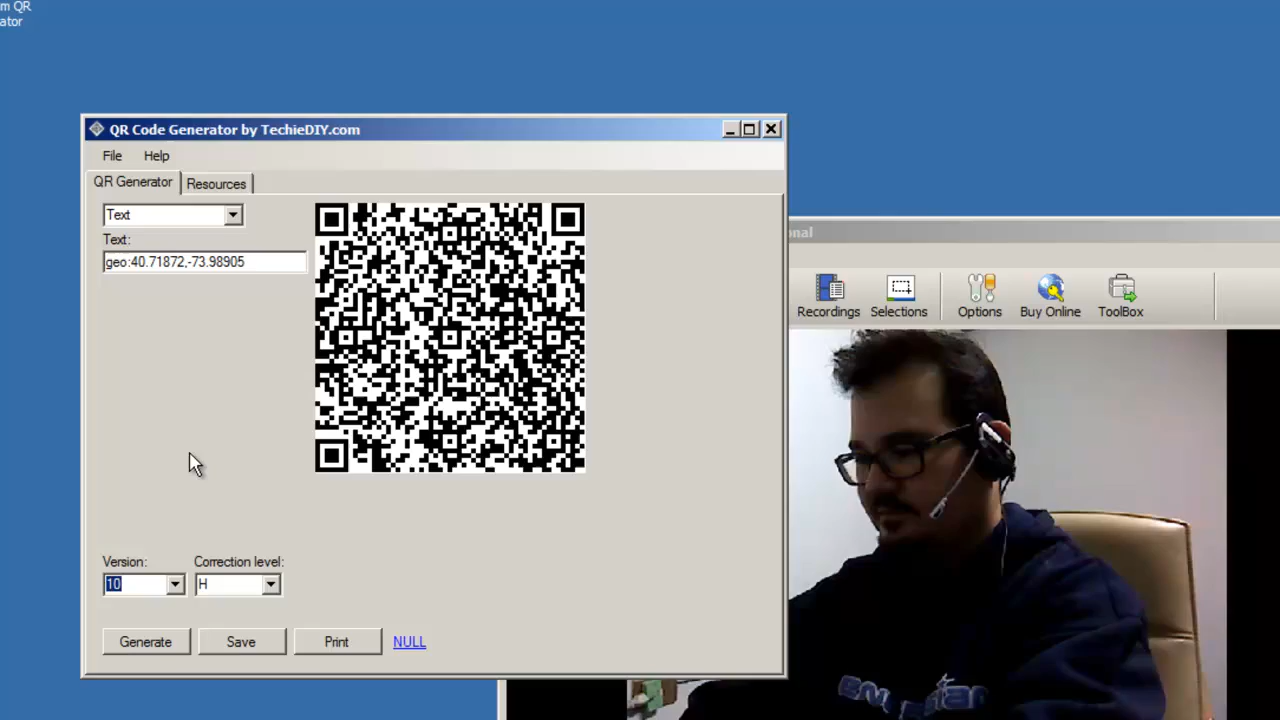 m QR
ator
QR Code Generator by TechieDIY.com
File Help
QR Generator Resources
Text
Text:
geo:40.71872,-73.98905
Version: Correction level:
10 H
Generate Save Print NULL
onal
Recordings Selections Options Buy Online ToolBox